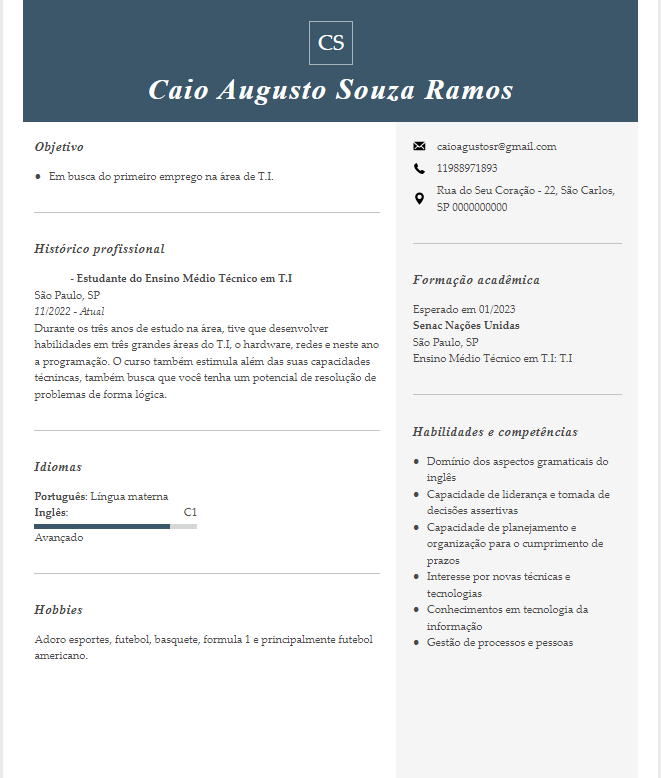 CS
Caio Augusto Souza Ramos
Objetivo
● Em busca do primeiro emprego na área de T.I.
Histórico profissional
- Estudante do Ensino Médio Técnico em T.I
São Paulo, SP
11/2022 - Atual
Durante os três anos de estudo na área, tive que desenvolver
habilidades em três grandes áreas do T.I, o hardware, redes e neste ano
a programação. O curso também estimula além das suas capacidades
técnincas, também busca que você tenha um potencial de resolução de
problemas de forma lógica.
Idiomas
Português: Língua materna
Inglês: C1
Avançado
Hobbies
Adoro esportes, futebol, basquete, formula 1 e principalmente futebol
americano.
caioagustosr@gmail.com
11988971893
Rua do Seu Coração - 22, São Carlos,
SP 0000000000
Formação acadêmica
Esperado em 01/2023
Senac Nações Unidas
São Paulo, SP
Ensino Médio Técnico em T.I: T.I
Habilidades e competências
● Domínio dos aspectos gramaticais do
inglês
● Capacidade de liderança e tomada de
decisões assertivas
● Capacidade de planejamento e
organização para o cumprimento de
prazos
● Interesse por novas técnicas e
tecnologias
● Conhecimentos em tecnologia da
informação
● Gestão de processos e pessoas